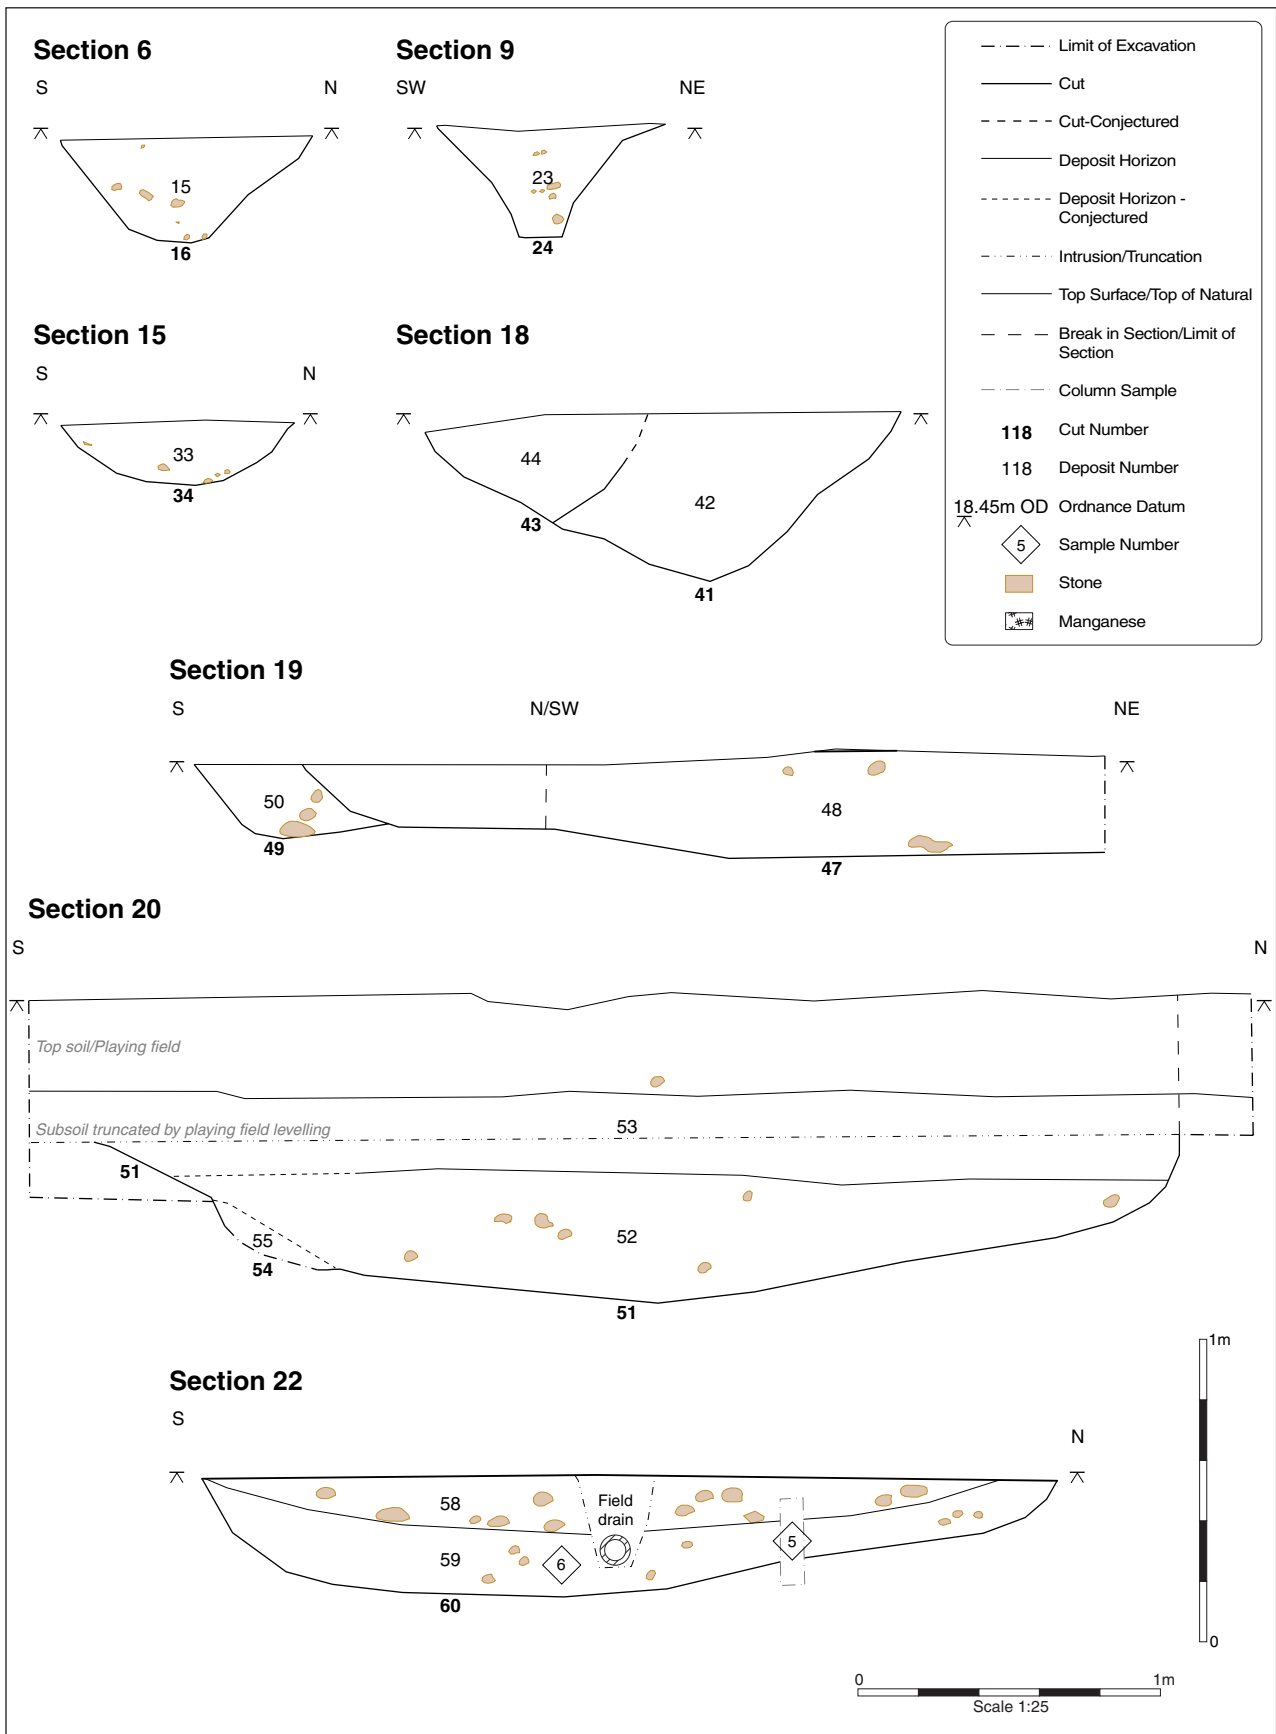 Section 6
S
N
15
16
Section 9
SW
NE
23
24
Section 15
S
N
33
34
Section 18
44
42
43
41
Limit of Excavation
Cut
Cut-Conjectured
Deposit Horizon
Deposit Horizon -
Conjectured
Intrusion/Truncation
Top Surface/Top of Natural
Break in Section/Limit of
Section
Column Sample
118 Cut Number
118 Deposit Number
18.45m OD Ordnance Datum
5 Sample Number
Stone
Manganese
Section 19
S
N/SW
NE
50
48
49
47
Section 20
S
N
Top soil/Playing field
Subsoil truncated by playing field levelling
53
51
55
52
54
51
Section 22
S
N
58
Field
drain
59
6
5
60
1m
0
0
1m
Scale 1:25